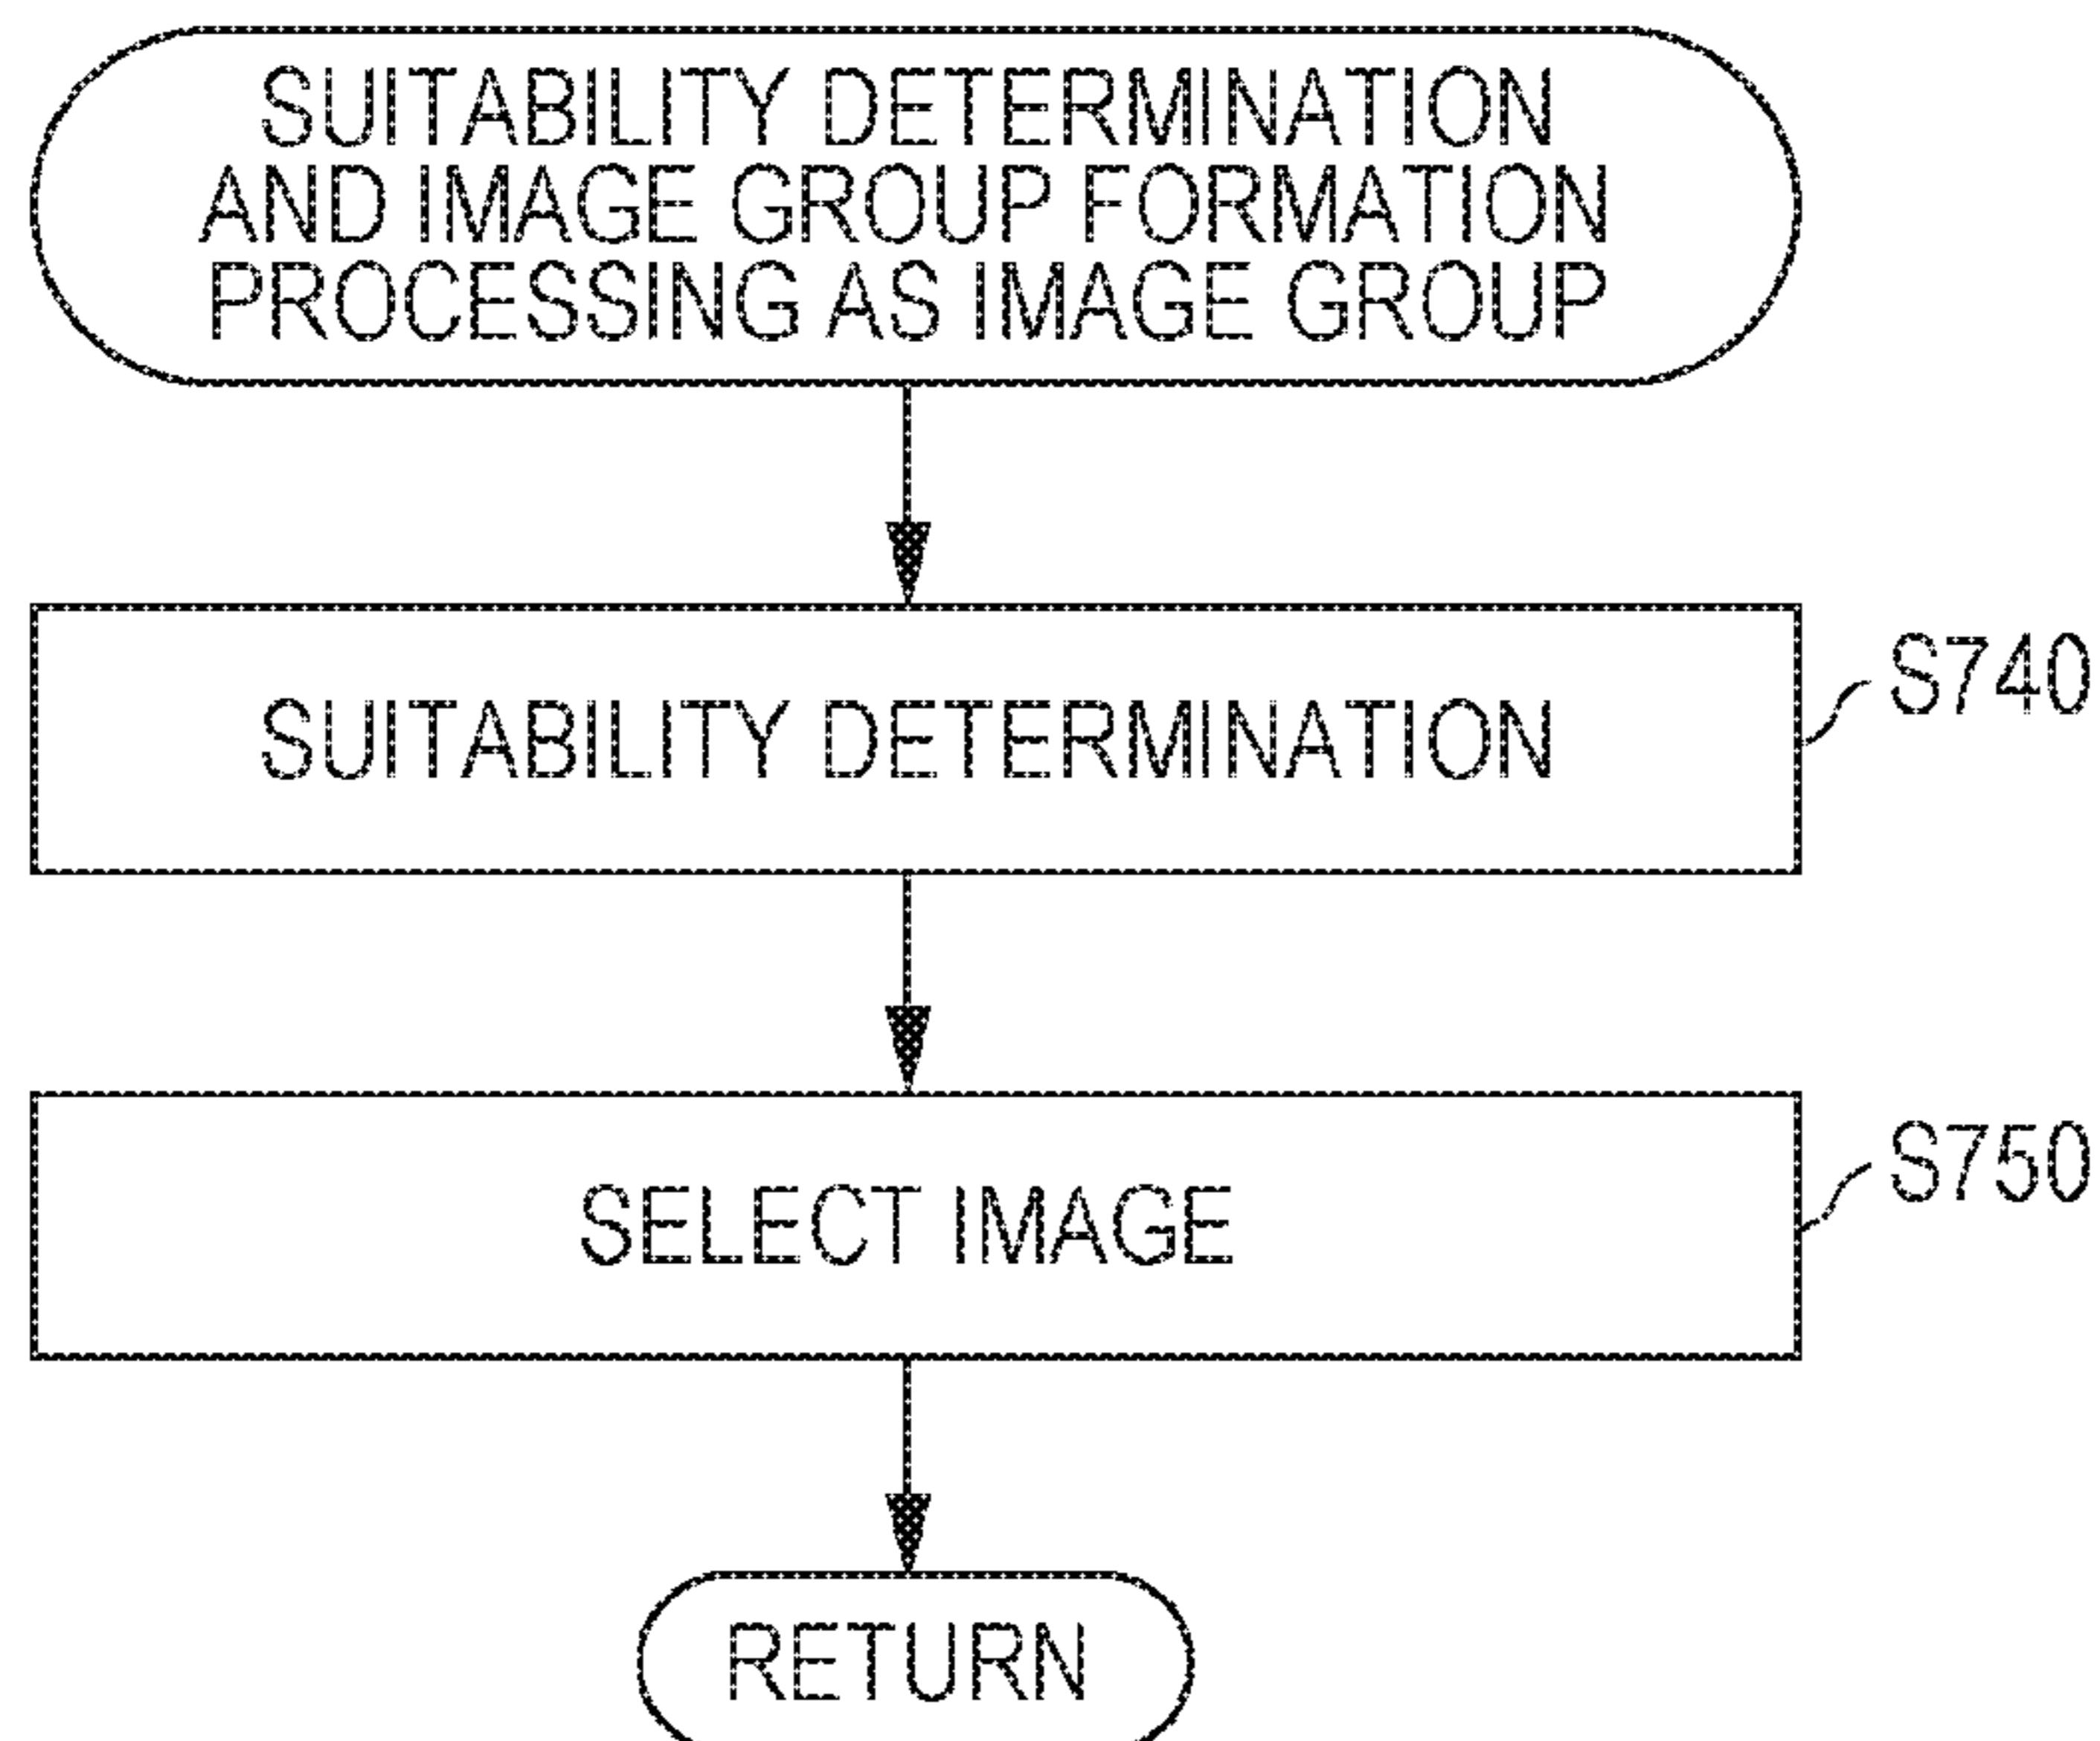 SUITABILITY DETERMINATION
AND IMAGE GROUP FORMATION
PROCESSING AS IMAGE GROUP
SUITABILITY DETERMINATION
S740
SELECT IMAGE
S750
RETURN